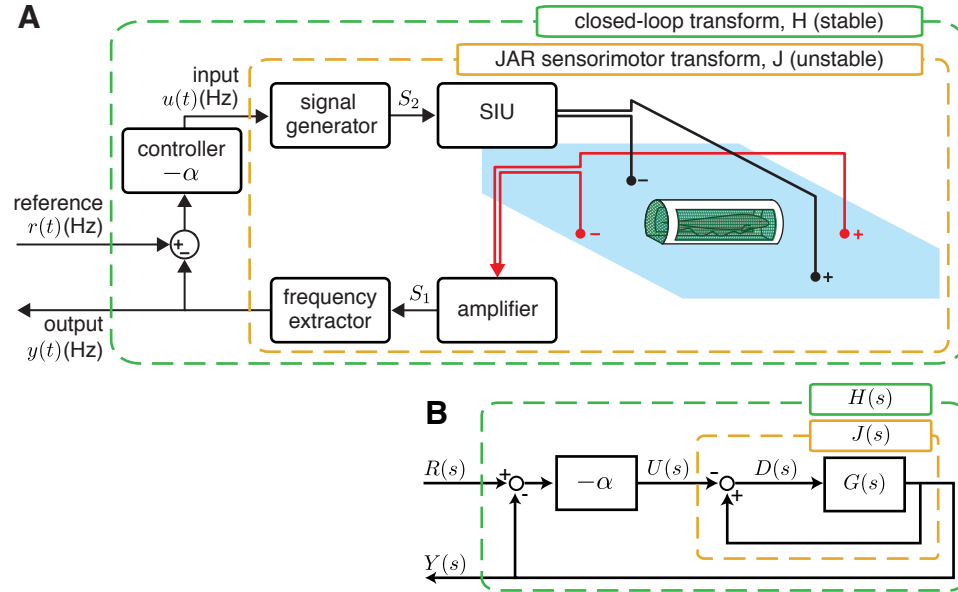 A
closed-loop transform, H (stable)
JAR sensorimotor transform, J (unstable)
input
u(t)(Hz)
signal
generator
S₂
SIU
controller
−α
reference
r(t)(Hz)
+
−
−
−
+
+
frequency
extractor
S₁
amplifier
output
y(t)(Hz)
B
H(s)
J(s)
R(s)
+
-
−α
U(s)
-
+
D(s)
G(s)
Y(s)